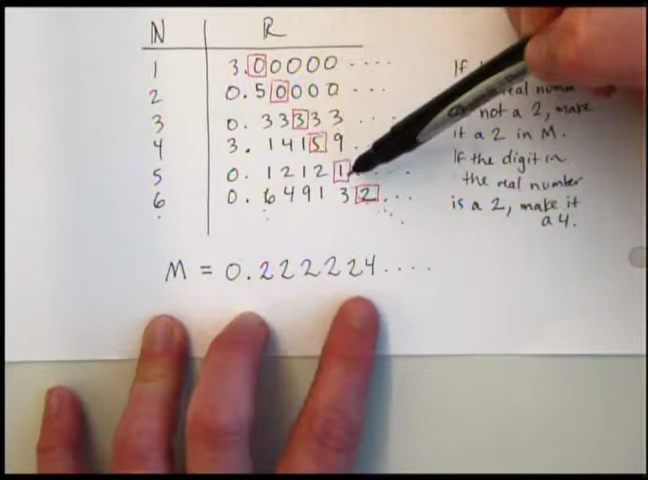 N R
1 3.00000....
2 0.50000...
3 0.33333....
4 3.14159.
5 0.12121...
6 0.649132...
M = 0.222224....
If
real
not a 2, make
it a 2 in M.
If the digit in
the real number
is a 2, make it
a 4.